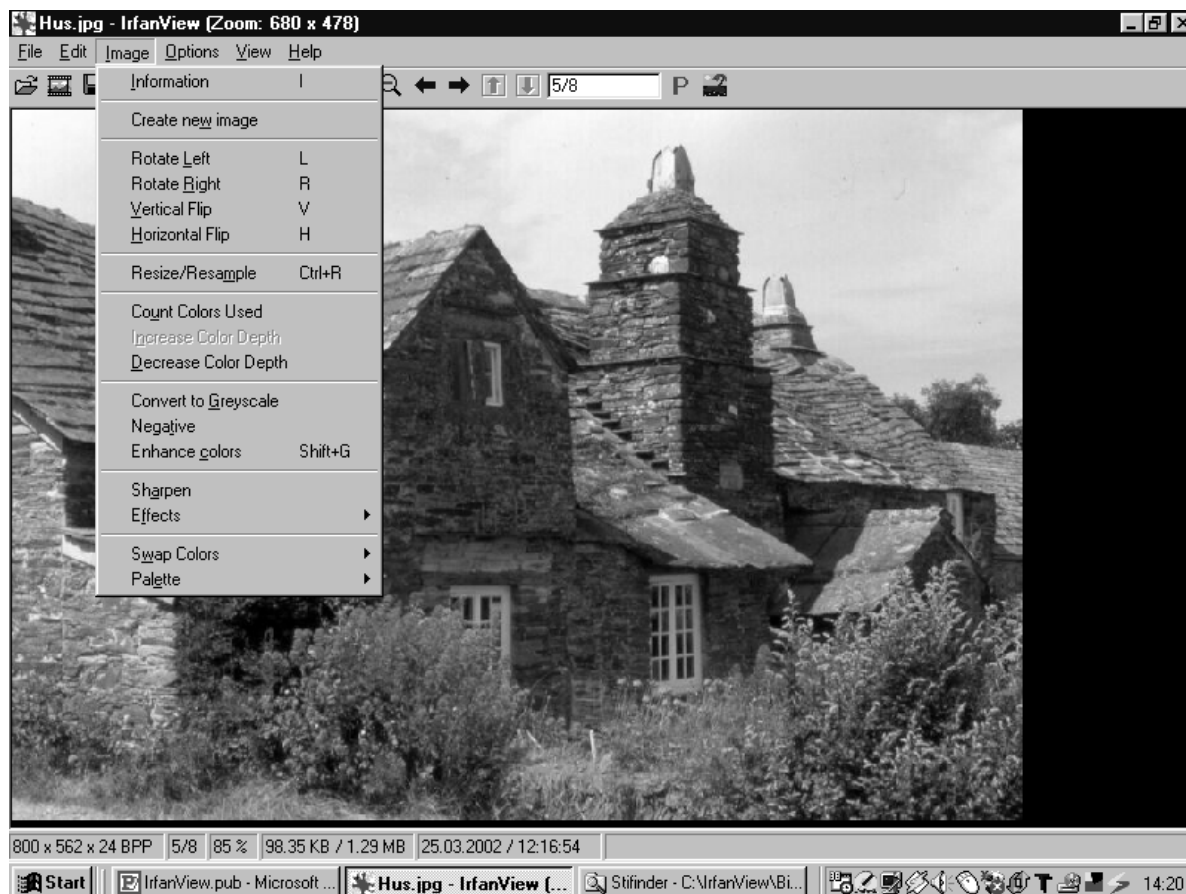 Hus.jpg - IrfanView (Zoom: 680 x 478)
File Edit Image Options View Help
5/8 P
Information I
Create new image
Rotate Left L
Rotate Right R
Vertical Flip V
Horizontal Flip H
Resize/Resample Ctrl+R
Count Colors Used
Increase Color Depth
Decrease Color Depth
Convert to Greyscale
Negative
Enhance colors Shift+G
Sharpen
Effects
Swap Colors
Palette
800 x 562 x 24 BPP 5/8 85 % 98.35 KB / 1.29 MB 25.03.2002 / 12:16:54
Start IrfanView.pub - Microsoft ... Hus.jpg - IrfanView (... Stifinder - C:\IrfanView\Bi... 14:20